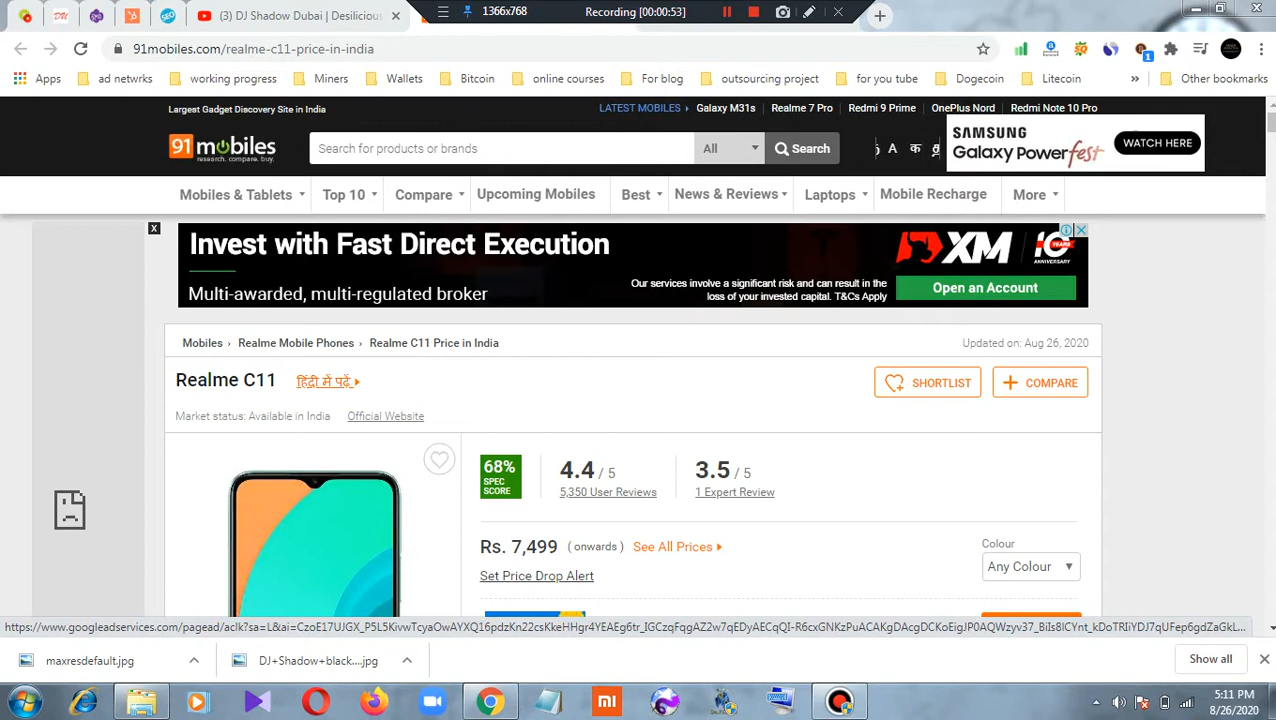 (3) DJ Shadow Dubai | Desilicious
1366x768
Recording [00:00:53]
91mobiles.com/realme-c11-price-in-india
1
Apps
ad netwrks
working progress
Miners
Wallets
Bitcoin
online courses
For blog
outsourcing project
for you tube
Dogecoin
Litecoin
»
Other bookmarks
Largest Gadget Discovery Site in India
LATEST MOBILES
Galaxy M31s
Realme 7 Pro
Redmi 9 Prime
OnePlus Nord
Redmi Note 10 Pro
91mobiles
research. compare. buy.
Search for products or brands
All
Search
A
क
SAMSUNG
Galaxy PowerFest
WATCH HERE
Mobiles & Tablets
Top 10
Compare
Upcoming Mobiles
Best
News & Reviews
Laptops
Mobile Recharge
More
X
Invest with Fast Direct Execution
Multi-awarded, multi-regulated broker
Our services involve a significant risk and can result in the
loss of your invested capital. T&Cs Apply
XM
10 YEARS
ANNIVERSARY
Open an Account
Mobiles › Realme Mobile Phones › Realme C11 Price in India
Updated on: Aug 26, 2020
Realme C11
हिंदी में पढ़ें
SHORTLIST
COMPARE
Market status: Available in India
Official Website
68%
SPEC
SCORE
4.4 / 5
5,350 User Reviews
3.5 / 5
1 Expert Review
Rs. 7,499 ( onwards ) See All Prices
Colour
Any Colour
Set Price Drop Alert
maxresdefault.jpg
DJ+Shadow+black....jpg
Show all
mi
5:11 PM
8/26/2020